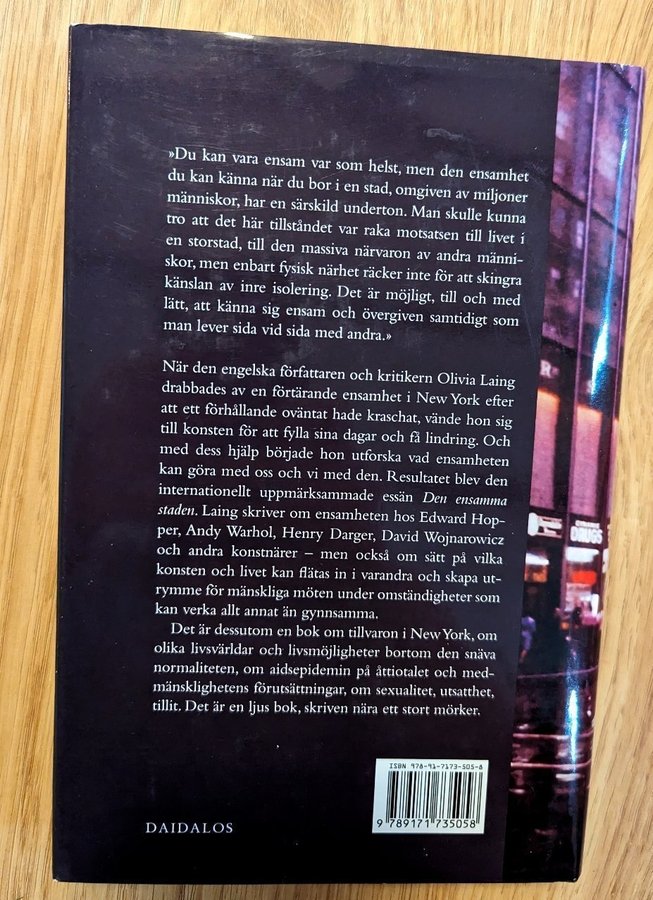 »Du kan vara ensam var som helst, men den ensamhet
du kan känna när du bor i en stad, omgiven av miljoner
människor, har en särskild underton. Man skulle kunna
tro att det här tillståndet var raka motsatsen till livet i
en storstad, till den massiva närvaron av andra männi-
skor, men enbart fysisk närhet räcker inte för att skingra
känslan av inre isolering. Det är möjligt, till och med
lätt, att känna sig ensam och övergiven samtidigt som
man lever sida vid sida med andra.»
När den engelska författaren och kritikern Olivia Laing
drabbades av en förtärande ensamhet i New York efter
att ett förhållande oväntat hade kraschat, vände hon sig
till konsten för att fylla sina dagar och få lindring. Och
med dess hjälp började hon utforska vad ensamheten
kan göra med oss och vi med den. Resultatet blev den
internationellt uppmärksammade essän Den ensamma
staden. Laing skriver om ensamheten hos Edward Hop-
per, Andy Warhol, Henry Darger, David Wojnarowicz
och andra konstnärer – men också om sätt på vilka
konsten och livet kan flätas in i varandra och skapa ut-
rymme för mänskliga möten under omständigheter som
kan verka allt annat än gynnsamma.
Det är dessutom en bok om tillvaron i New York, om
olika livsvärldar och livsmöjligheter bortom den snäva
normaliteten, om aidsepidemin på åttiotalet och med-
mänsklighetens förutsättningar, om sexualitet, utsatthet,
tillit. Det är en ljus bok, skriven nära ett stort mörker.
ISBN 978-91-7173-505-8
9 789171 735058
DAIDALOS
DRUGS